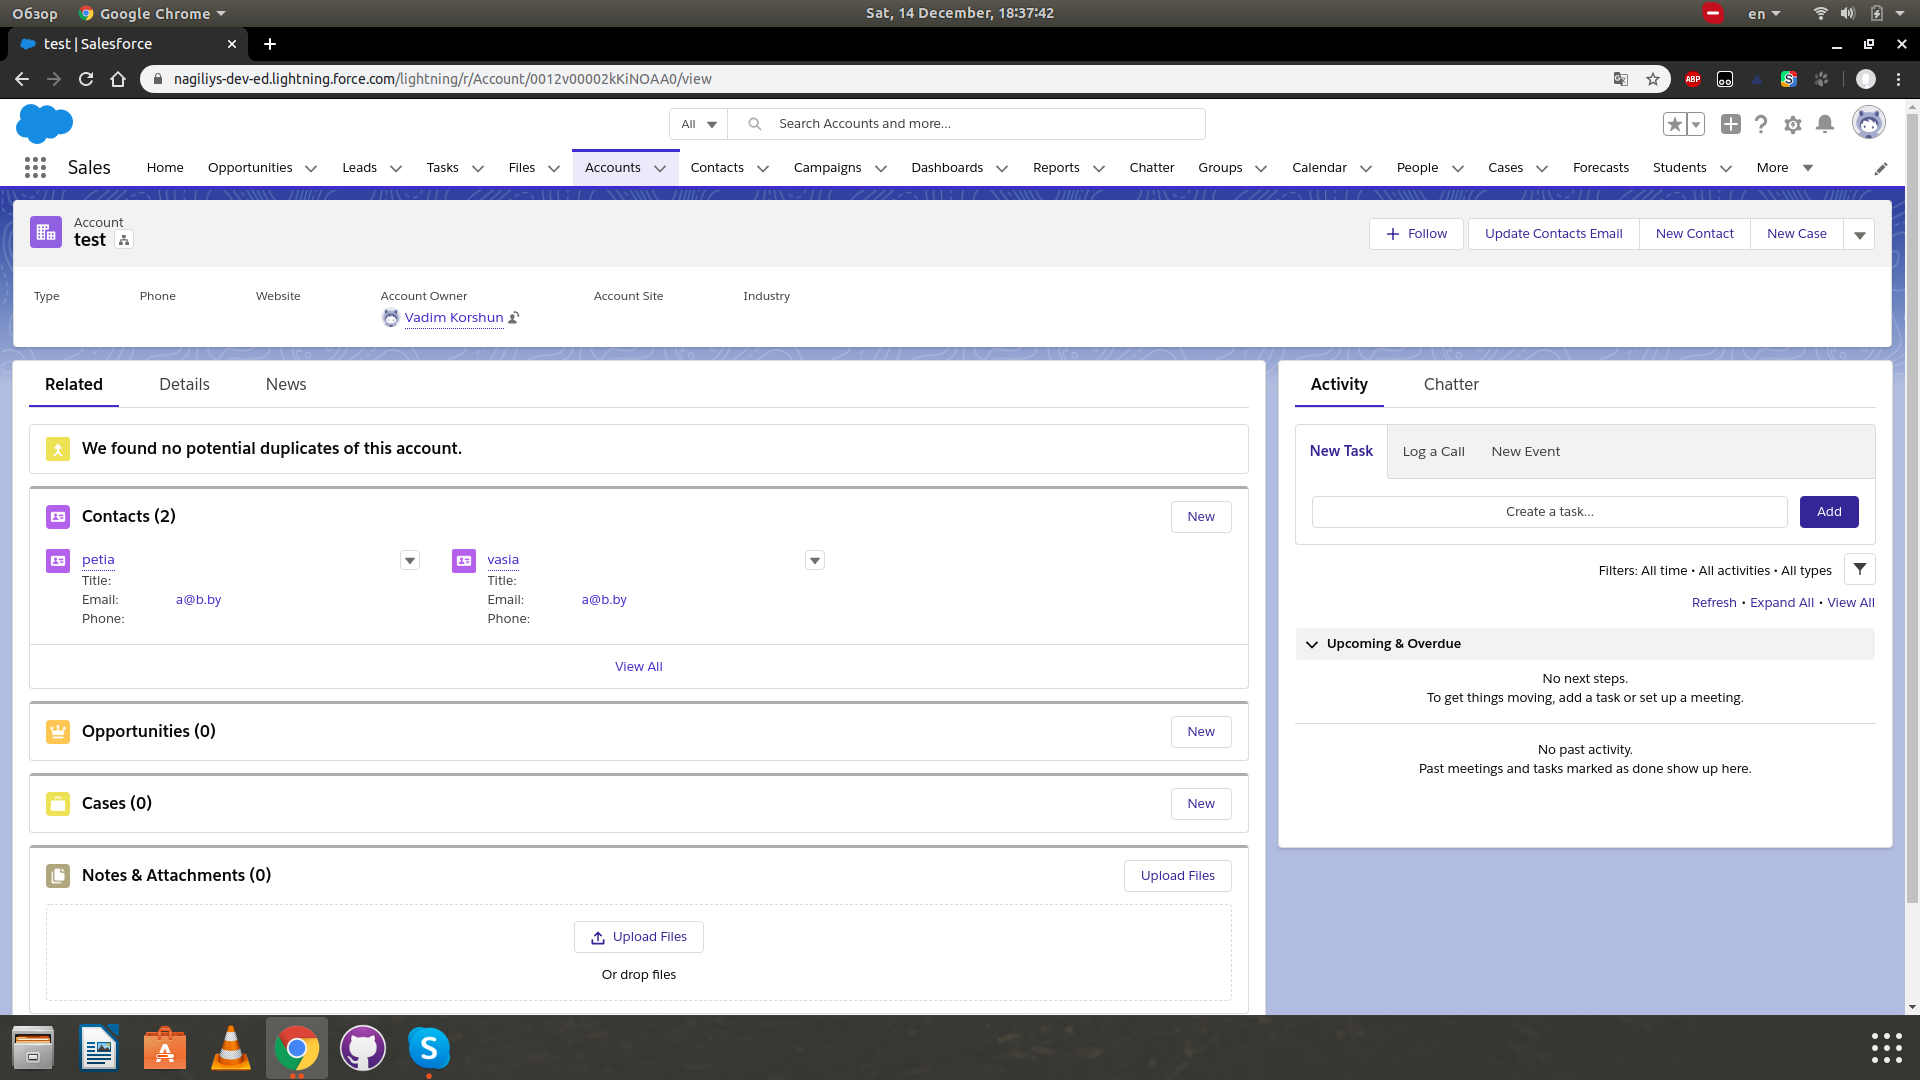 Обзор Google Chrome Sat, 14 December, 18:37:42 en
test | Salesforce
nagiliys-dev-ed.lightning.force.com/lightning/r/Account/0012v00002kKiNOAA0/view ABP
All Search Accounts and more...
Sales Home Opportunities Leads Tasks Files Accounts Contacts Campaigns Dashboards Reports Chatter Groups Calendar People Cases Forecasts Students More
Account
test
Follow Update Contacts Email New Contact New Case
Type Phone Website Account Owner Account Site Industry
Vadim Korshun
Related Details News
We found no potential duplicates of this account.
Contacts (2) New
petia vasia
Title: Title:
Email: a@b.by Email: a@b.by
Phone: Phone:
View All
Opportunities (0) New
Cases (0) New
Notes & Attachments (0) Upload Files
Upload Files
Or drop files
Activity Chatter
New Task Log a Call New Event
Create a task... Add
Filters: All time • All activities • All types
Refresh • Expand All • View All
Upcoming & Overdue
No next steps.
To get things moving, add a task or set up a meeting.
No past activity.
Past meetings and tasks marked as done show up here.